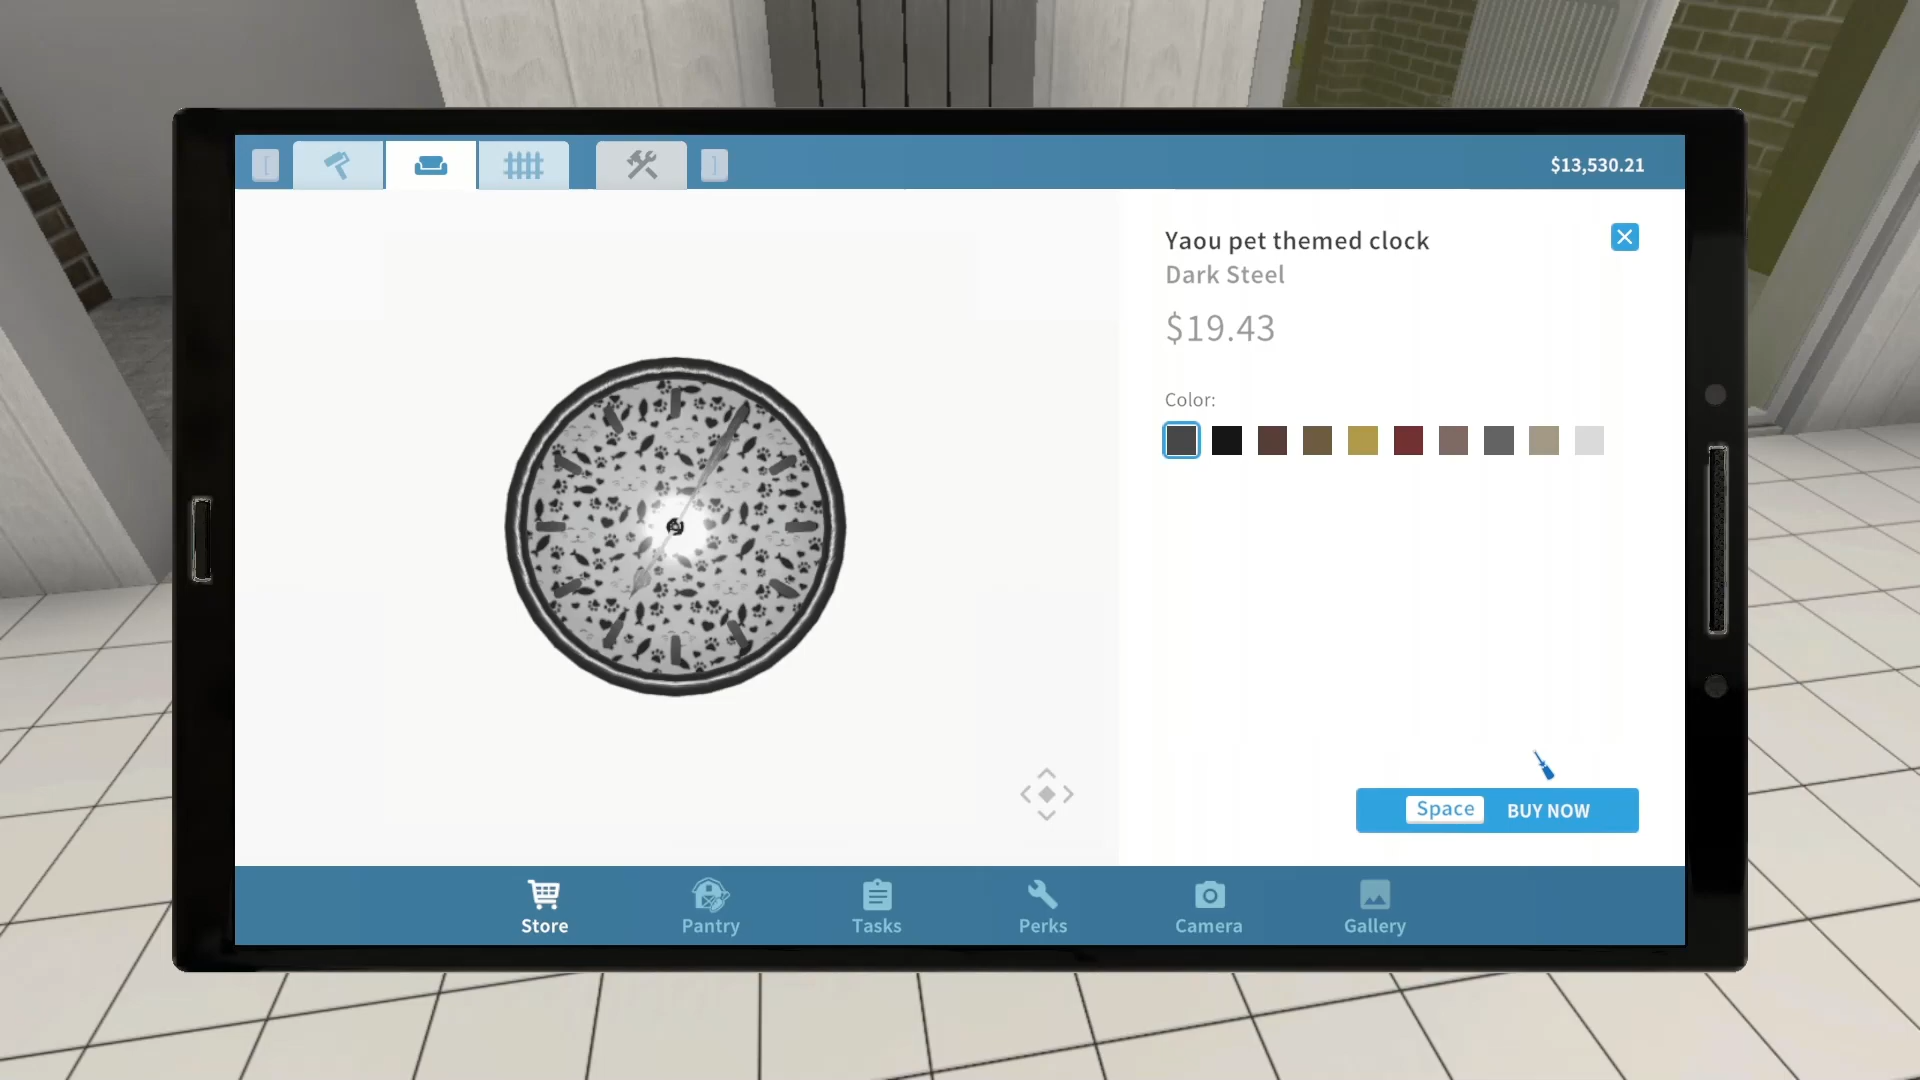 [
]
$13,530.21
Yaou pet themed clock
Dark Steel
$19.43
Color:
Space BUY NOW
Store Pantry Tasks Perks Camera Gallery